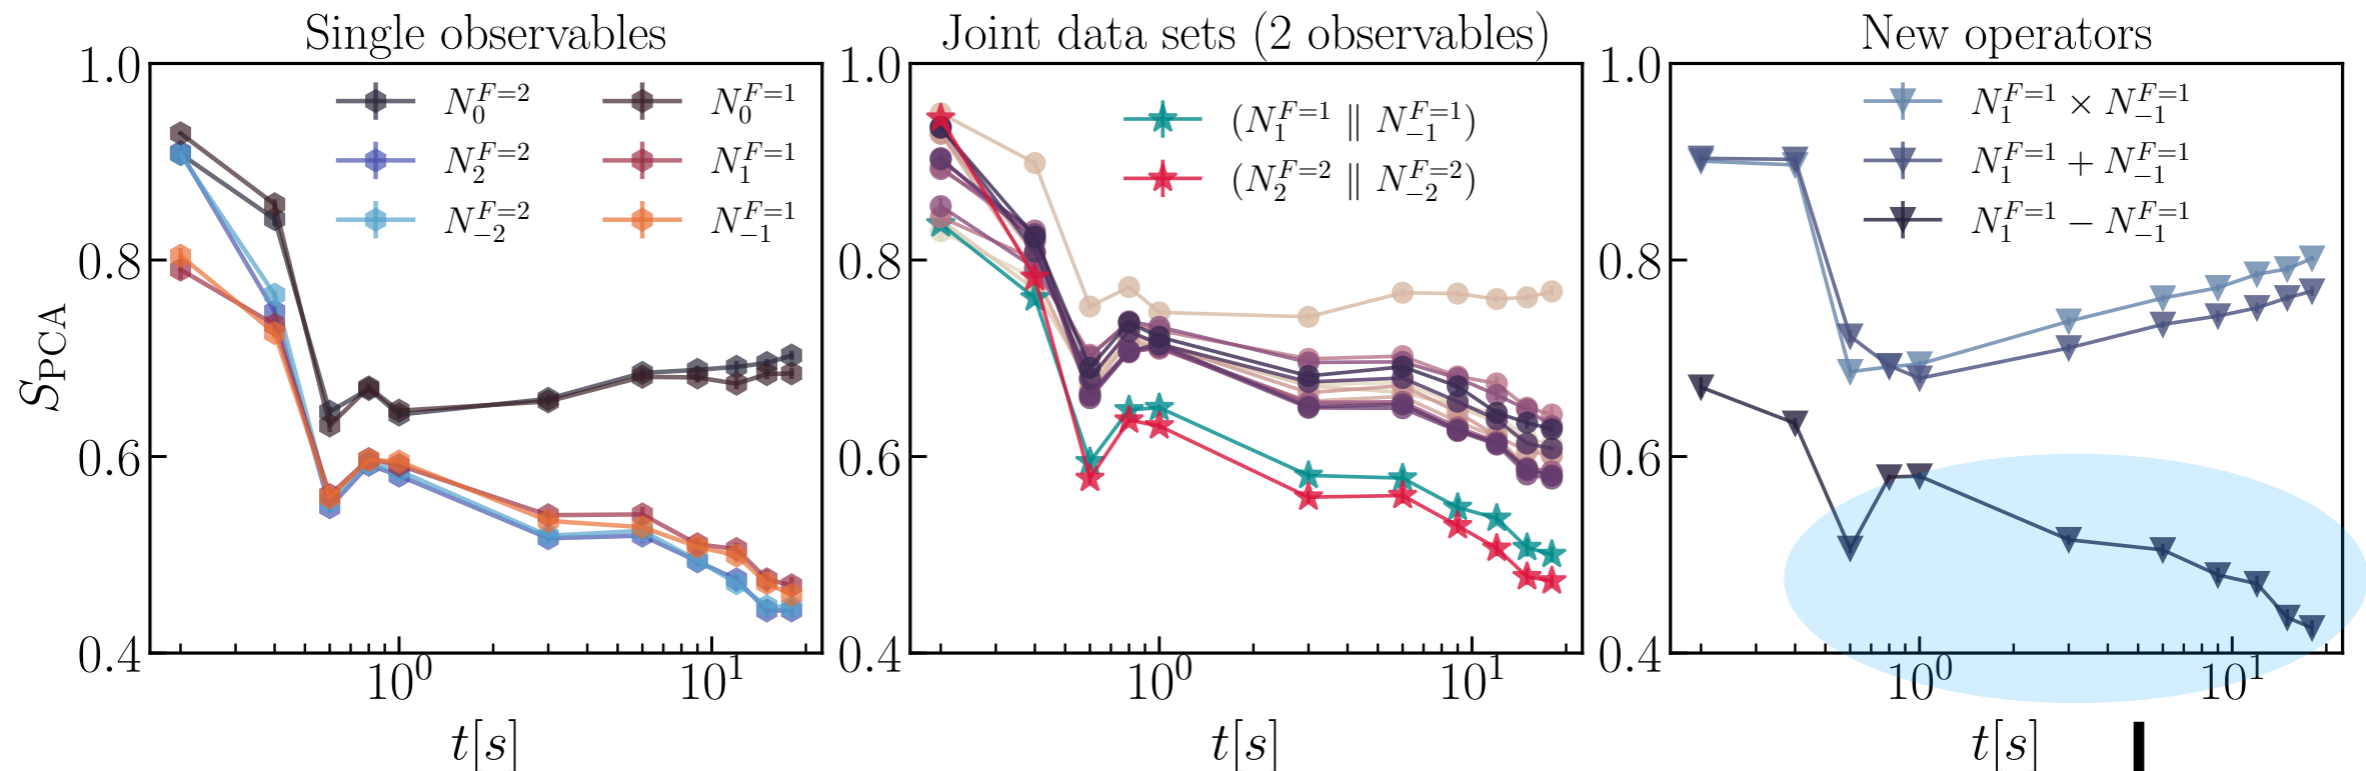 Single observables
Joint data sets (2 observables)
New operators
1.0
0.8
0.6
0.4
S_PCA
N_0^{F=2}
N_2^{F=2}
N_{-2}^{F=2}
N_0^{F=1}
N_1^{F=1}
N_{-1}^{F=1}
10^0
10^1
t[s]
1.0
0.8
0.6
0.4
(N_1^{F=1} ∥ N_{-1}^{F=1})
(N_2^{F=2} ∥ N_{-2}^{F=2})
10^0
10^1
t[s]
1.0
0.8
0.6
0.4
N_1^{F=1} × N_{-1}^{F=1}
N_1^{F=1} + N_{-1}^{F=1}
N_1^{F=1} − N_{-1}^{F=1}
10^0
10^1
t[s]